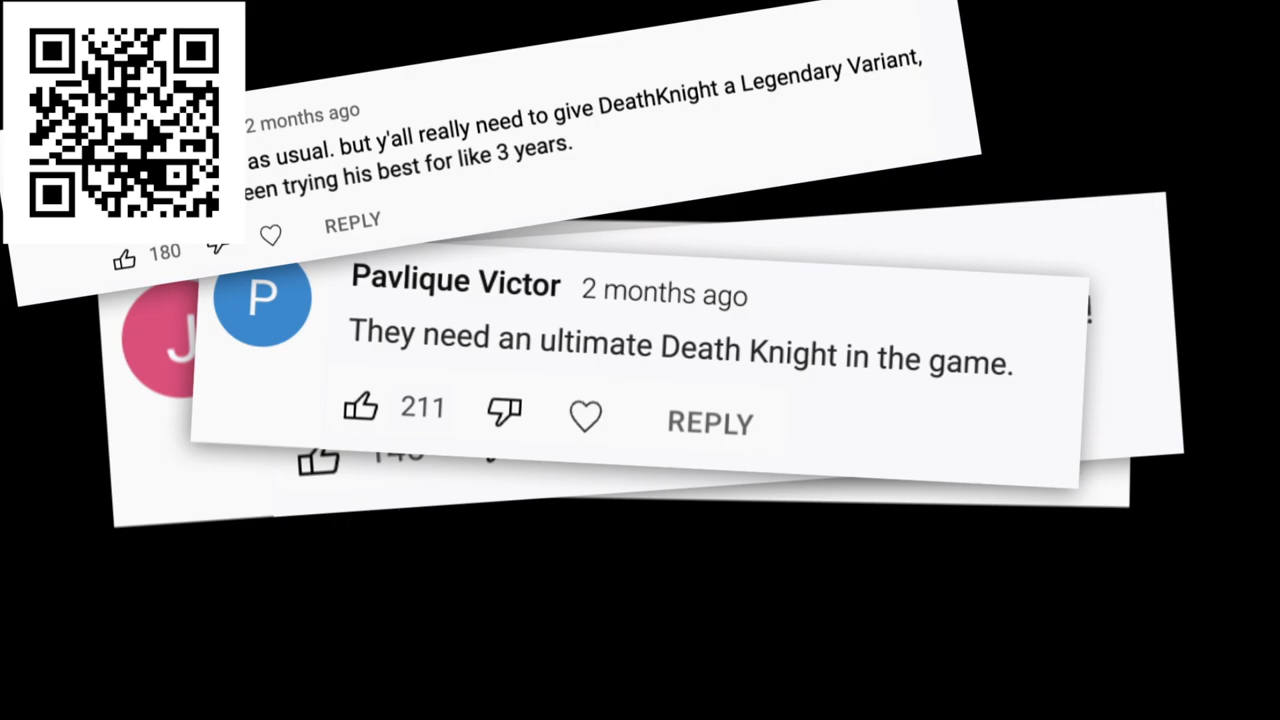 2 months ago
as usual. but y'all really need to give DeathKnight a Legendary Variant,
een trying his best for like 3 years.
180
REPLY
J
P
Pavlique Victor 2 months ago
They need an ultimate Death Knight in the game.
211
REPLY